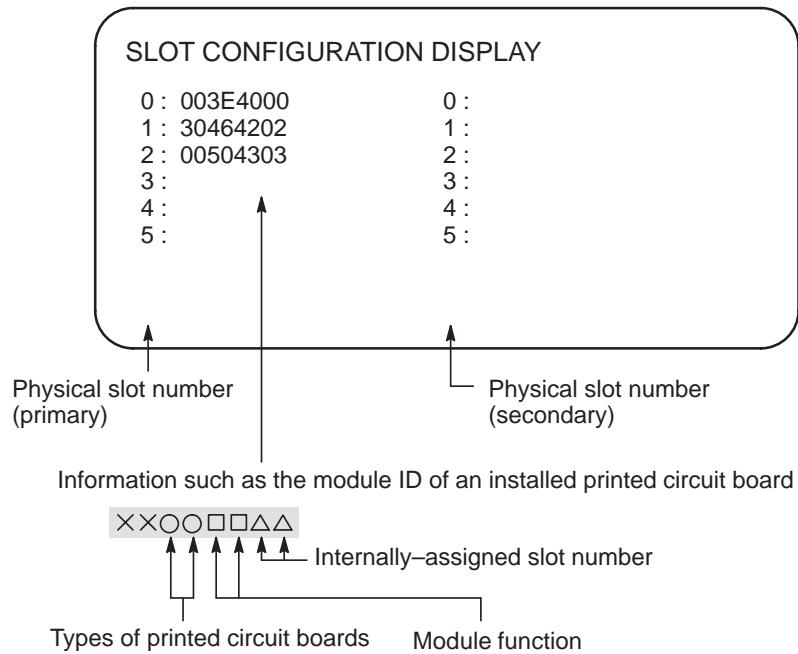 SLOT CONFIGURATION DISPLAY
0 : 003E4000 0 :
1 : 30464202 1 :
2 : 00504303 2 :
3 : 3 :
4 : 4 :
5 : 5 :
Physical slot number
(primary)
Physical slot number
(secondary)
Information such as the module ID of an installed printed circuit board
××○○□□△△
Internally–assigned slot number
Types of printed circuit boards
Module function